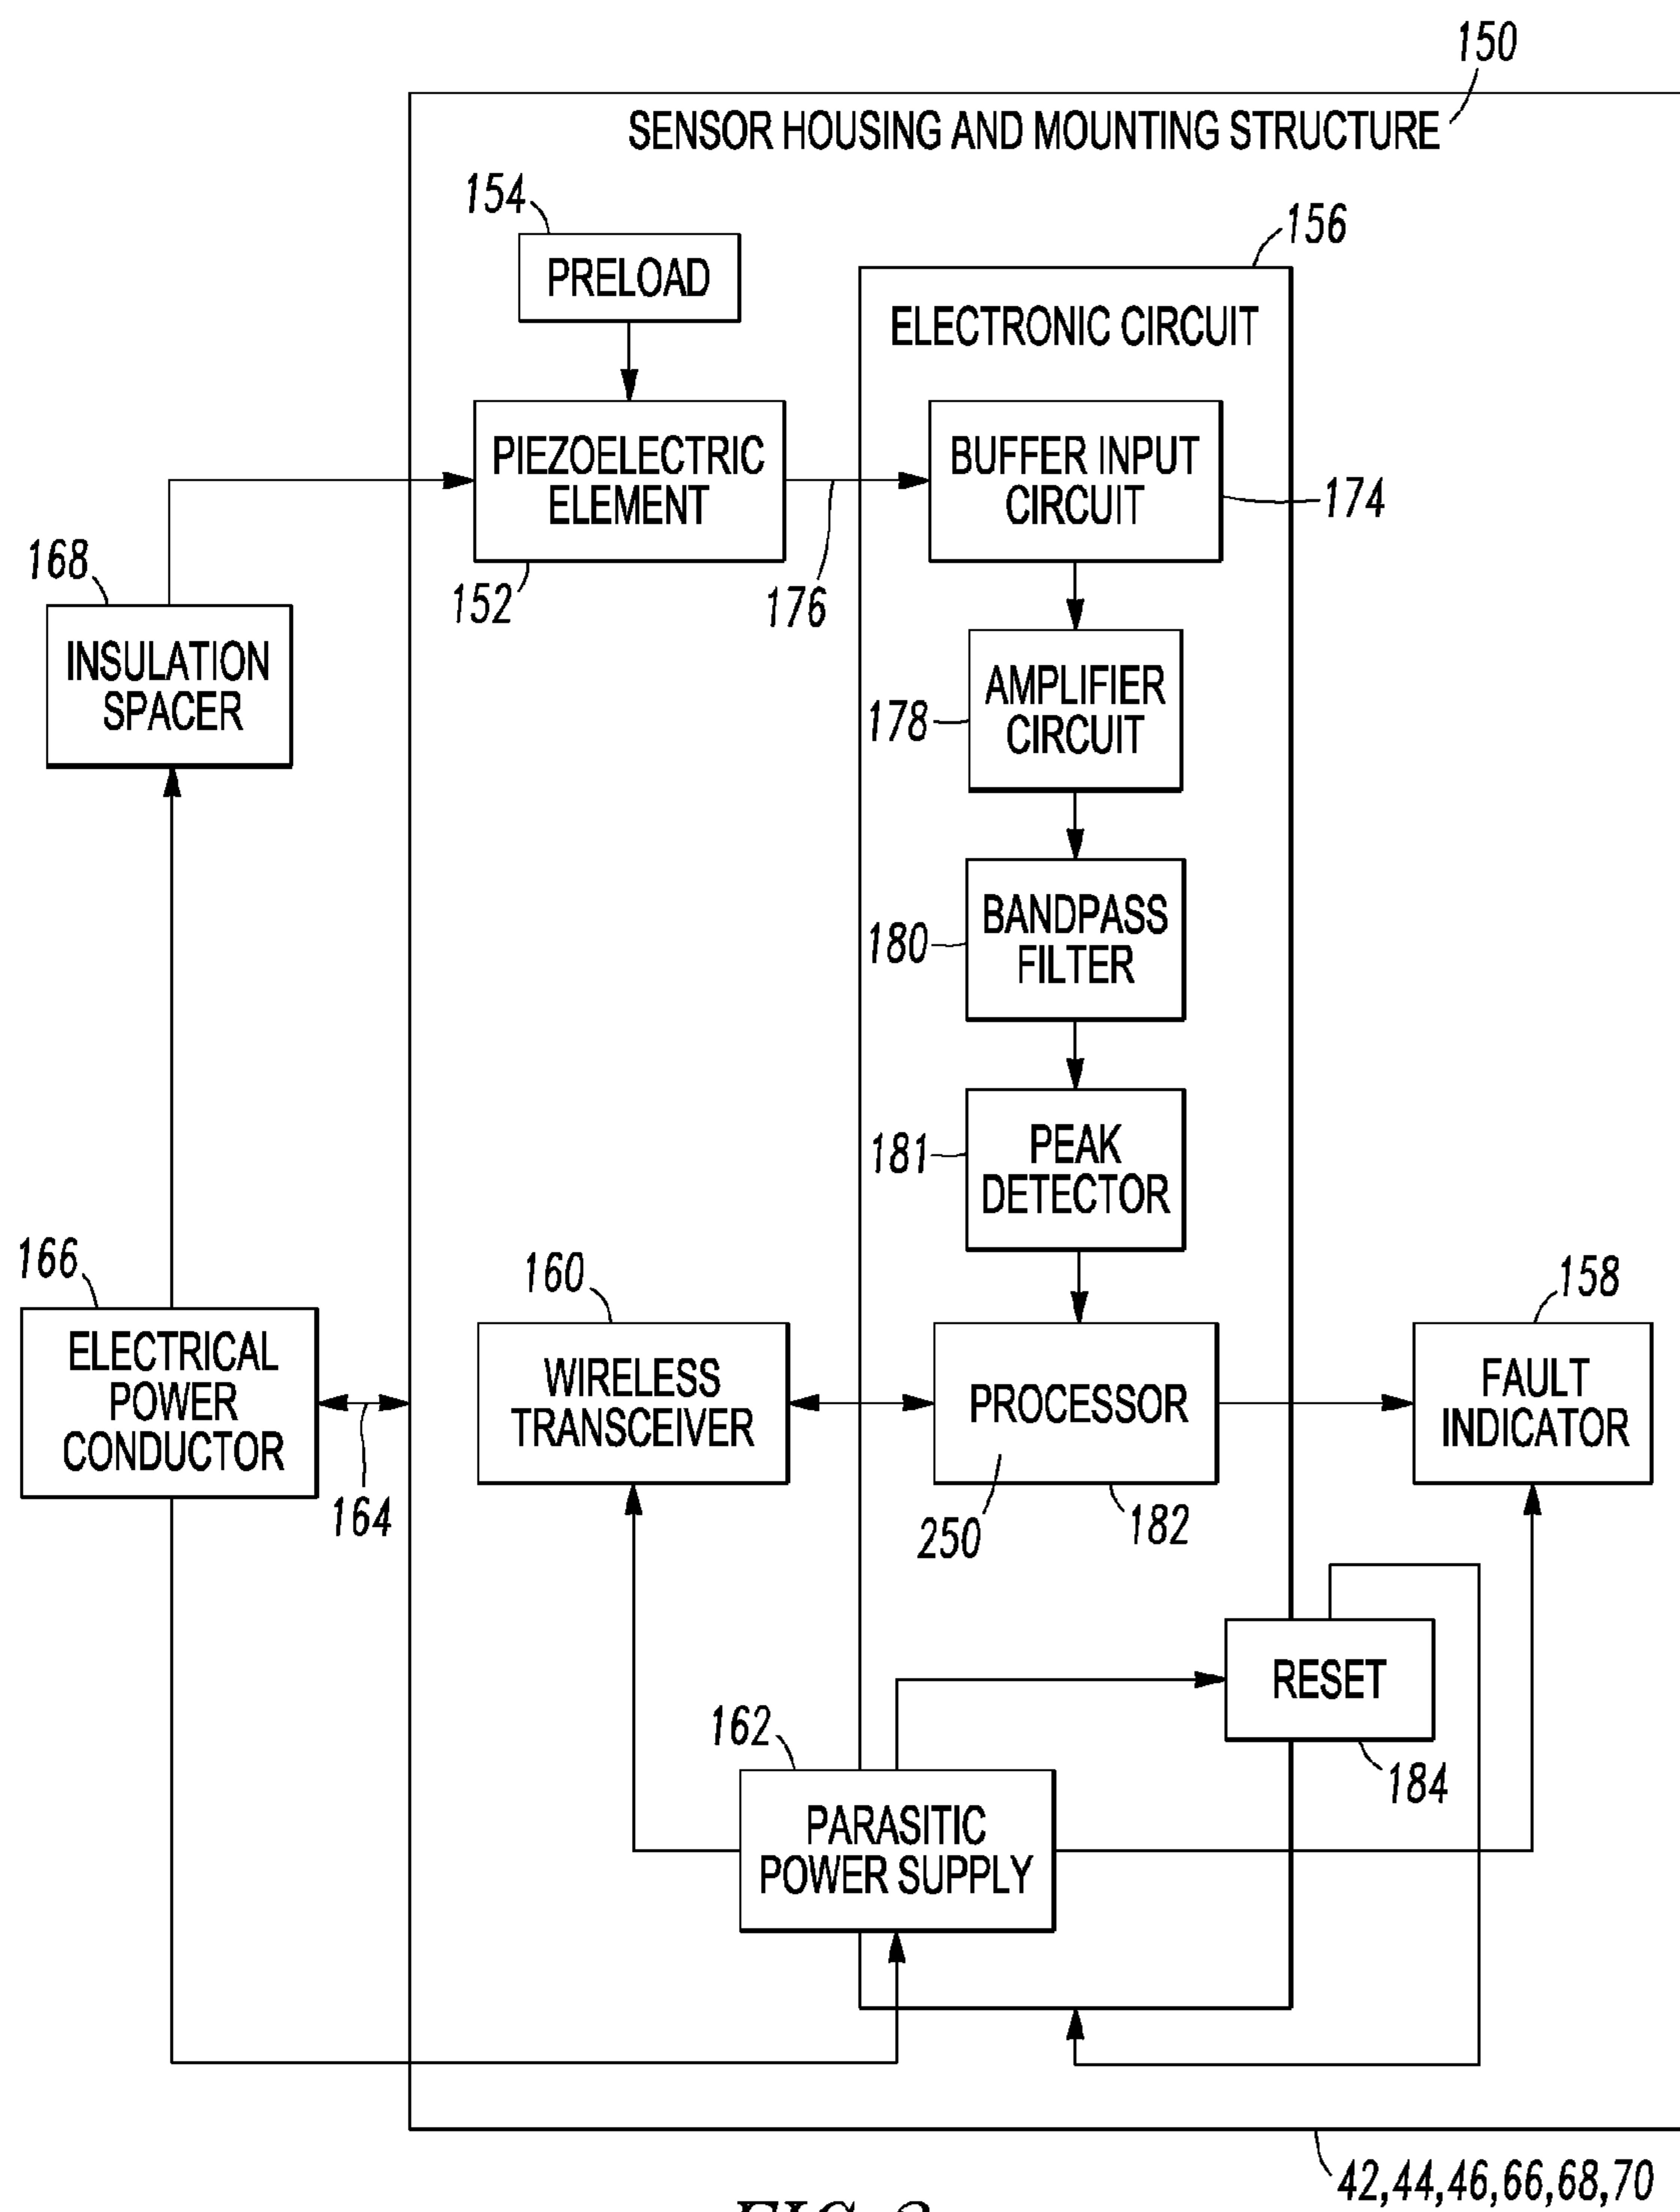 150
SENSOR HOUSING AND MOUNTING STRUCTURE
154
PRELOAD
156
ELECTRONIC CIRCUIT
PIEZOELECTRIC
ELEMENT
152
176
BUFFER INPUT
CIRCUIT
174
168
INSULATION
SPACER
178
AMPLIFIER
CIRCUIT
180
BANDPASS
FILTER
181
PEAK
DETECTOR
166
ELECTRICAL
POWER
CONDUCTOR
164
160
WIRELESS
TRANSCEIVER
PROCESSOR
250
182
158
FAULT
INDICATOR
RESET
184
162
PARASITIC
POWER SUPPLY
42,44,46,66,68,70